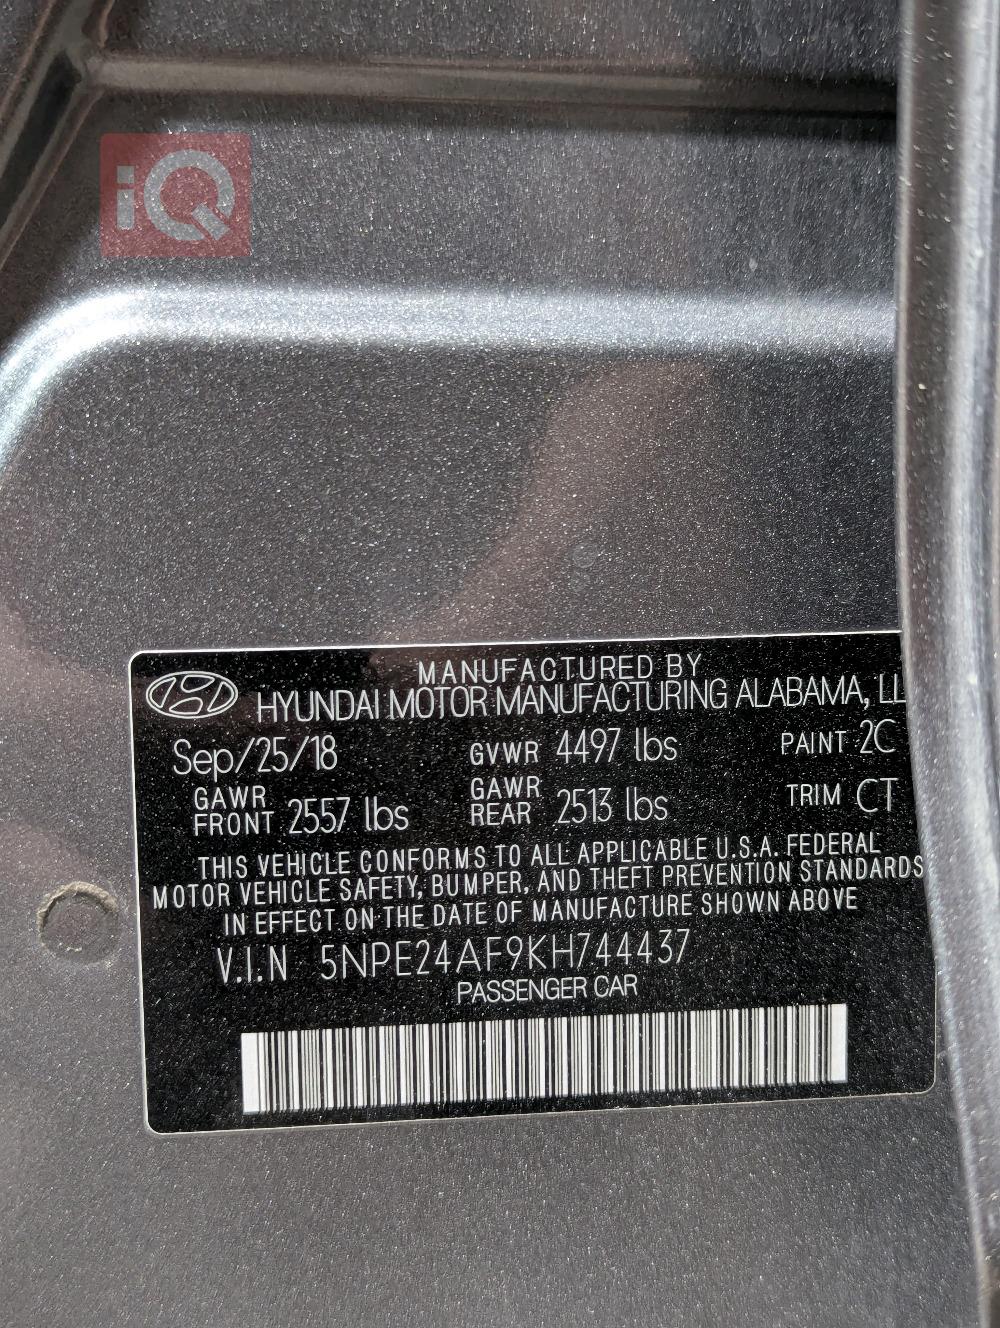 iQ
MANUFACTURED BY
HYUNDAI MOTOR MANUFACTURING ALABAMA, LL
Sep/25/18 GVWR 4497 lbs PAINT 2C
GAWR FRONT 2557 lbs GAWR REAR 2513 lbs TRIM CT
THIS VEHICLE CONFORMS TO ALL APPLICABLE U.S.A. FEDERAL
MOTOR VEHICLE SAFETY, BUMPER, AND THEFT PREVENTION STANDARDS
IN EFFECT ON THE DATE OF MANUFACTURE SHOWN ABOVE
V.I.N 5NPE24AF9KH744437
PASSENGER CAR